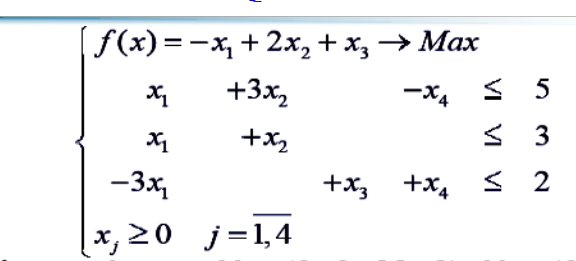 f(x) = −x₁ + 2x₂ + x₃ → Max
x₁ +3x₂ −x₄ ≤ 5
x₁ +x₂ ≤ 3
−3x₁ +x₃ +x₄ ≤ 2
xⱼ ≥ 0 j = 1,4